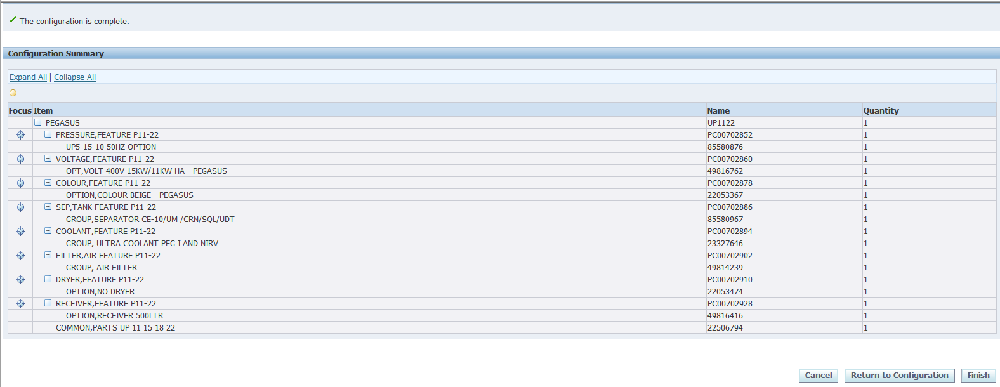 The configuration is complete.
Configuration Summary
Expand All | Collapse All
Focus Item Name Quantity
PEGASUS UP1122 1
PRESSURE,FEATURE P11-22 PC00702852 1
UP5-15-10 50HZ OPTION 85580876 1
VOLTAGE,FEATURE P11-22 PC00702860 1
OPT,VOLT 400V 15KW/11KW HA - PEGASUS 49816762 1
COLOUR,FEATURE P11-22 PC00702878 1
OPTION,COLOUR BEIGE - PEGASUS 22053367 1
SEP,TANK FEATURE P11-22 PC00702886 1
GROUP,SEPARATOR CE-10/UM /CRN/SQL/UDT 85580967 1
COOLANT,FEATURE P11-22 PC00702894 1
GROUP, ULTRA COOLANT PEG I AND NIRV 23327646 1
FILTER,AIR FEATURE P11-22 PC00702902 1
GROUP, AIR FILTER 49814239 1
DRYER,FEATURE P11-22 PC00702910 1
OPTION,NO DRYER 22053474 1
RECEIVER,FEATURE P11-22 PC00702928 1
OPTION,RECEIVER 500LTR 49816416 1
COMMON,PARTS UP 11 15 18 22 22506794 1
Cancel Return to Configuration Finish